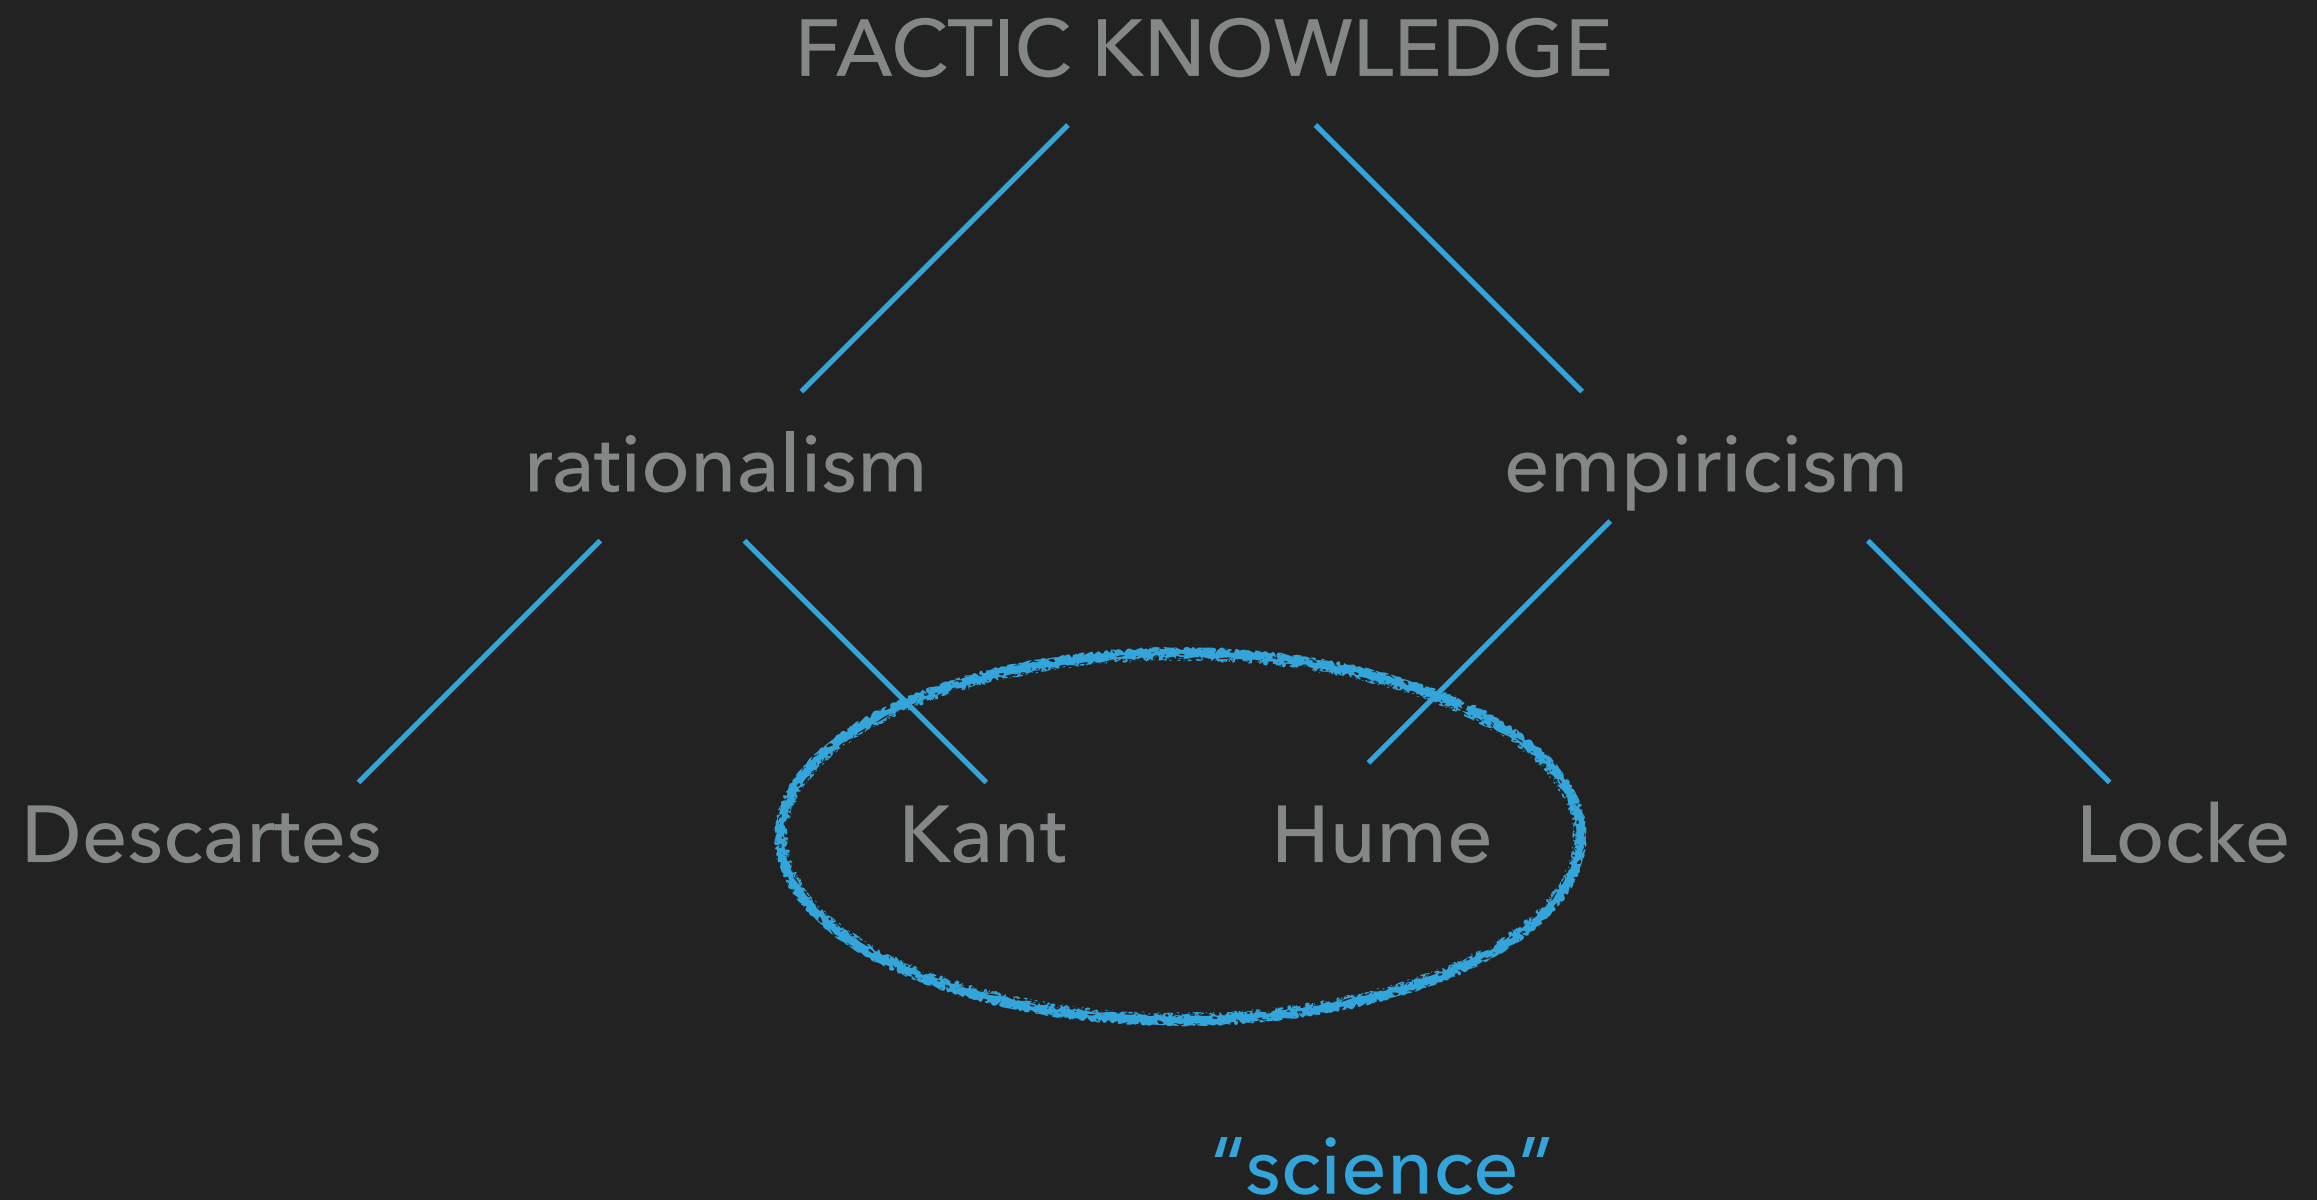 FACTIC KNOWLEDGE
rationalism empiricism
Descartes Kant Hume Locke
“science”